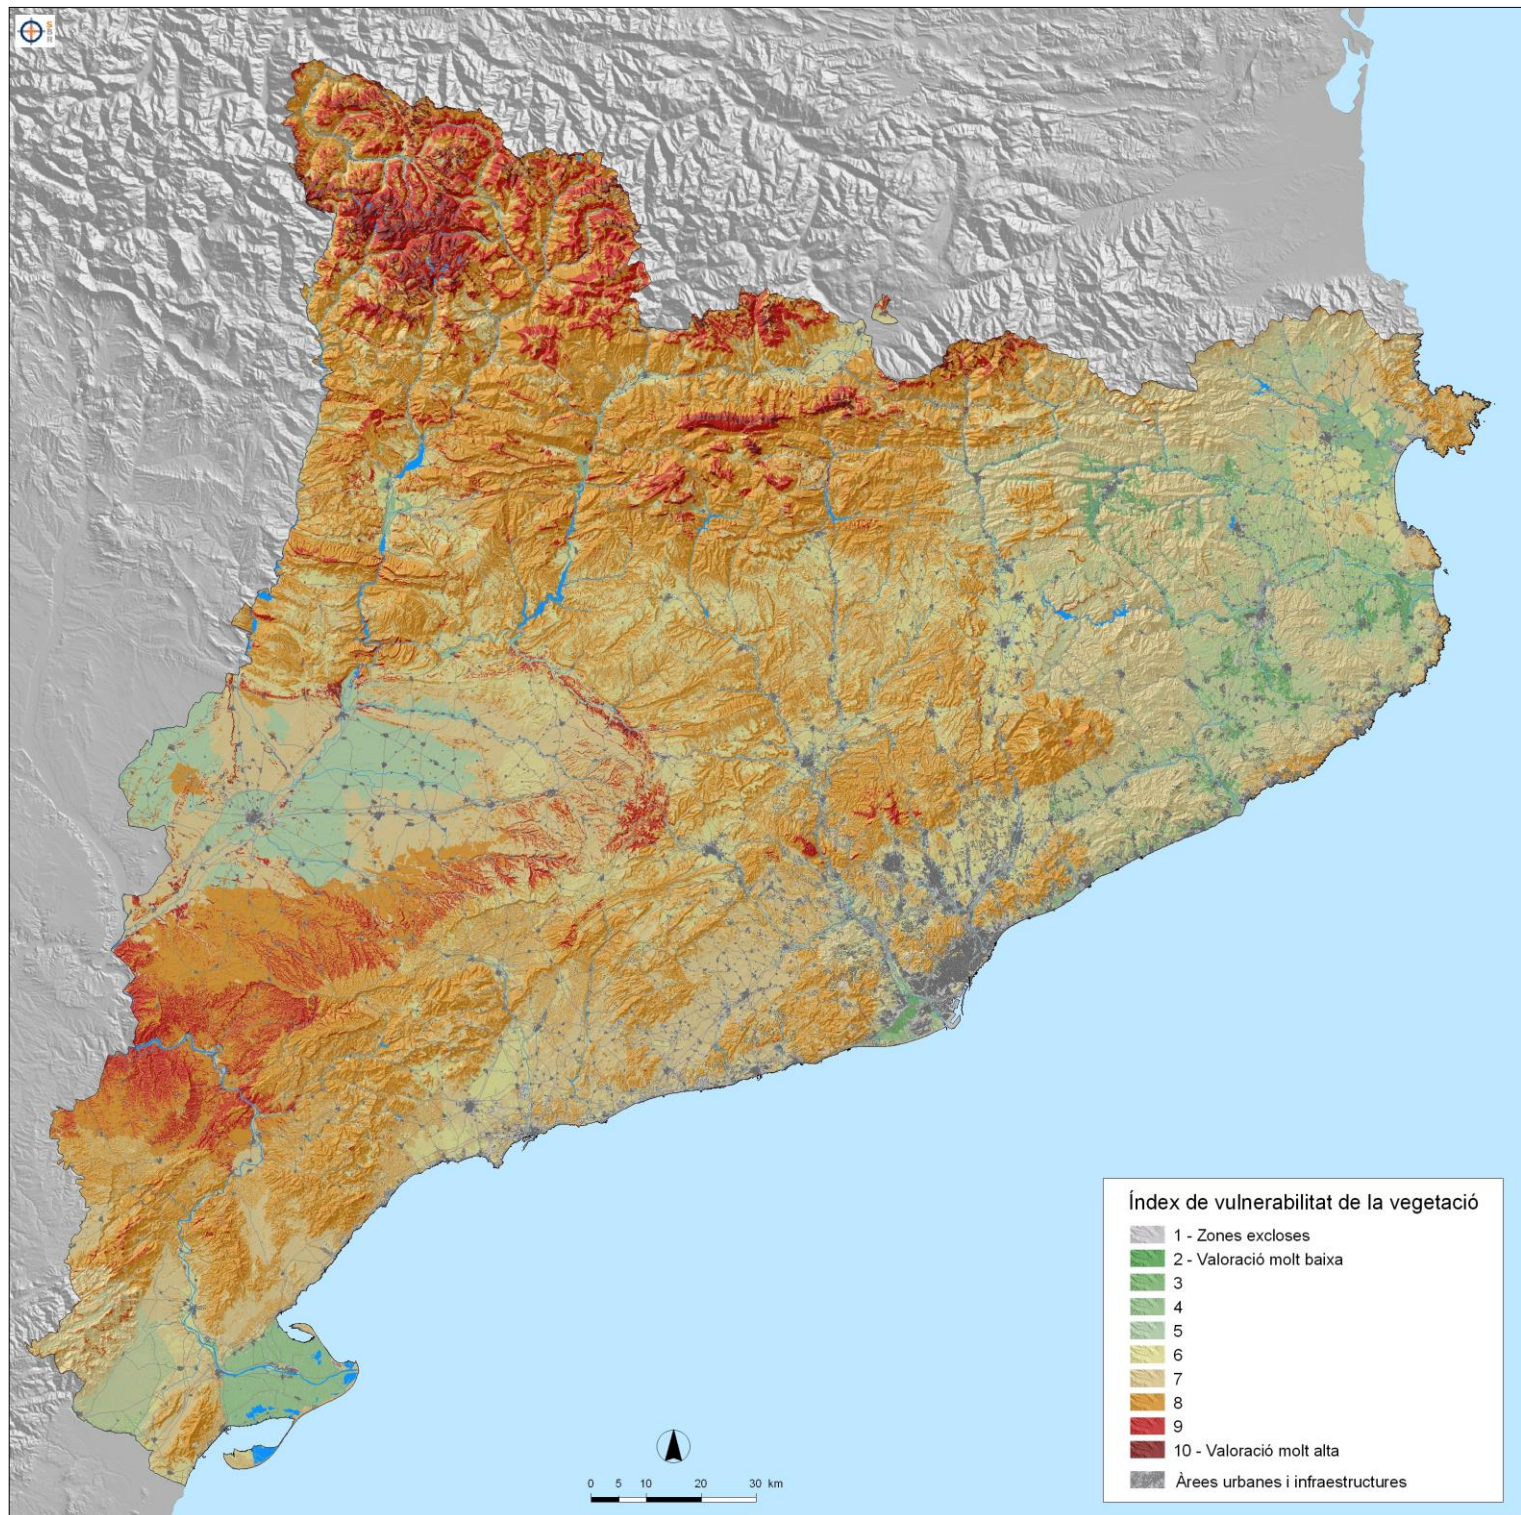 Índex de vulnerabilitat de la vegetació
1 - Zones excloses
2 - Valoració molt baixa
3
4
5
6
7
8
9
10 - Valoració molt alta
Àrees urbanes i infraestructures
0 5 10 20 30 km